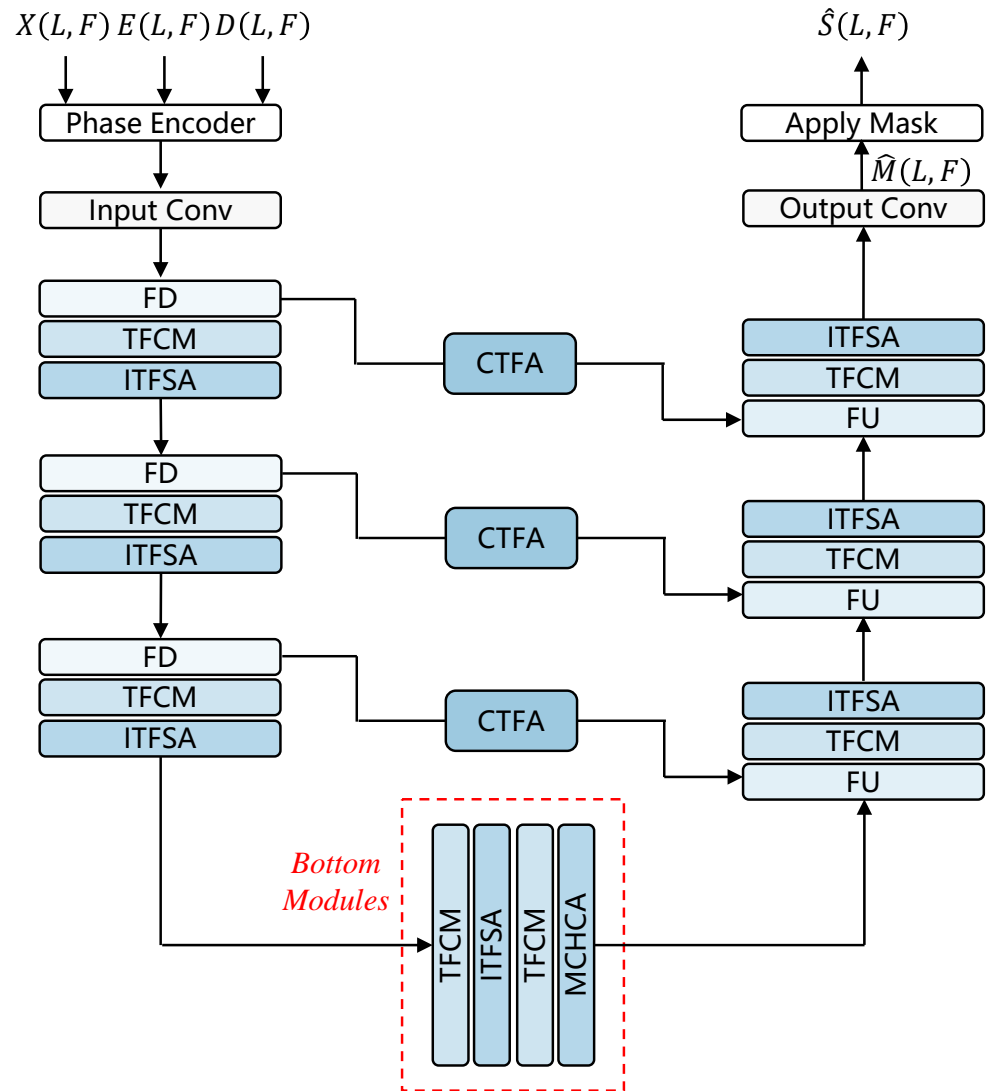 X(L, F) E(L, F) D(L, F)
Phase Encoder
Input Conv
FD
TFCM
ITFSA
FD
TFCM
ITFSA
FD
TFCM
ITFSA
CTFA
CTFA
CTFA
Bottom
Modules
TFCM
ITFSA
TFCM
MCHCA
Ŝ(L, F)
Apply Mask
M̂(L, F)
Output Conv
ITFSA
TFCM
FU
ITFSA
TFCM
FU
ITFSA
TFCM
FU